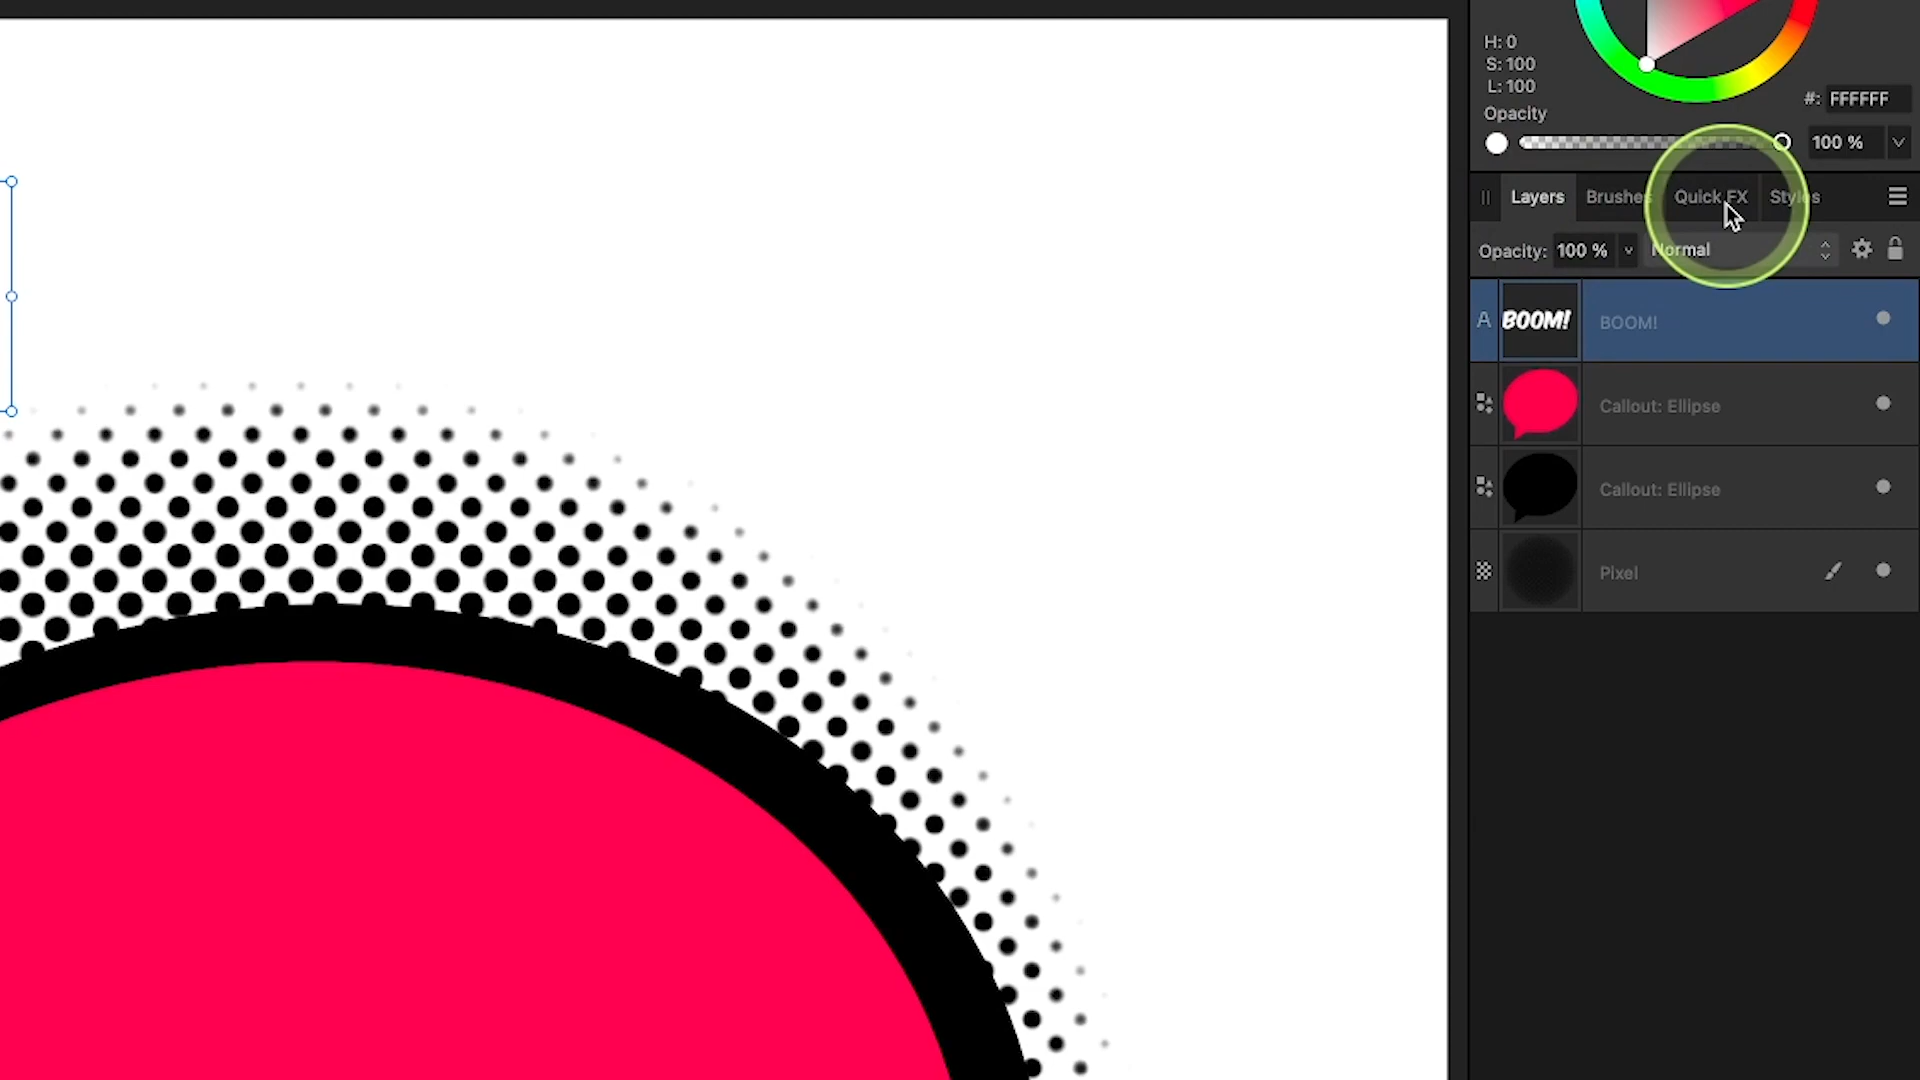 H: 0
S: 100
L: 100
#: FFFFFF
Opacity
100 %
Layers Brushes Quick FX Styles
Opacity: 100 % Normal
A BOOM! BOOM!
Callout: Ellipse
Callout: Ellipse
Pixel